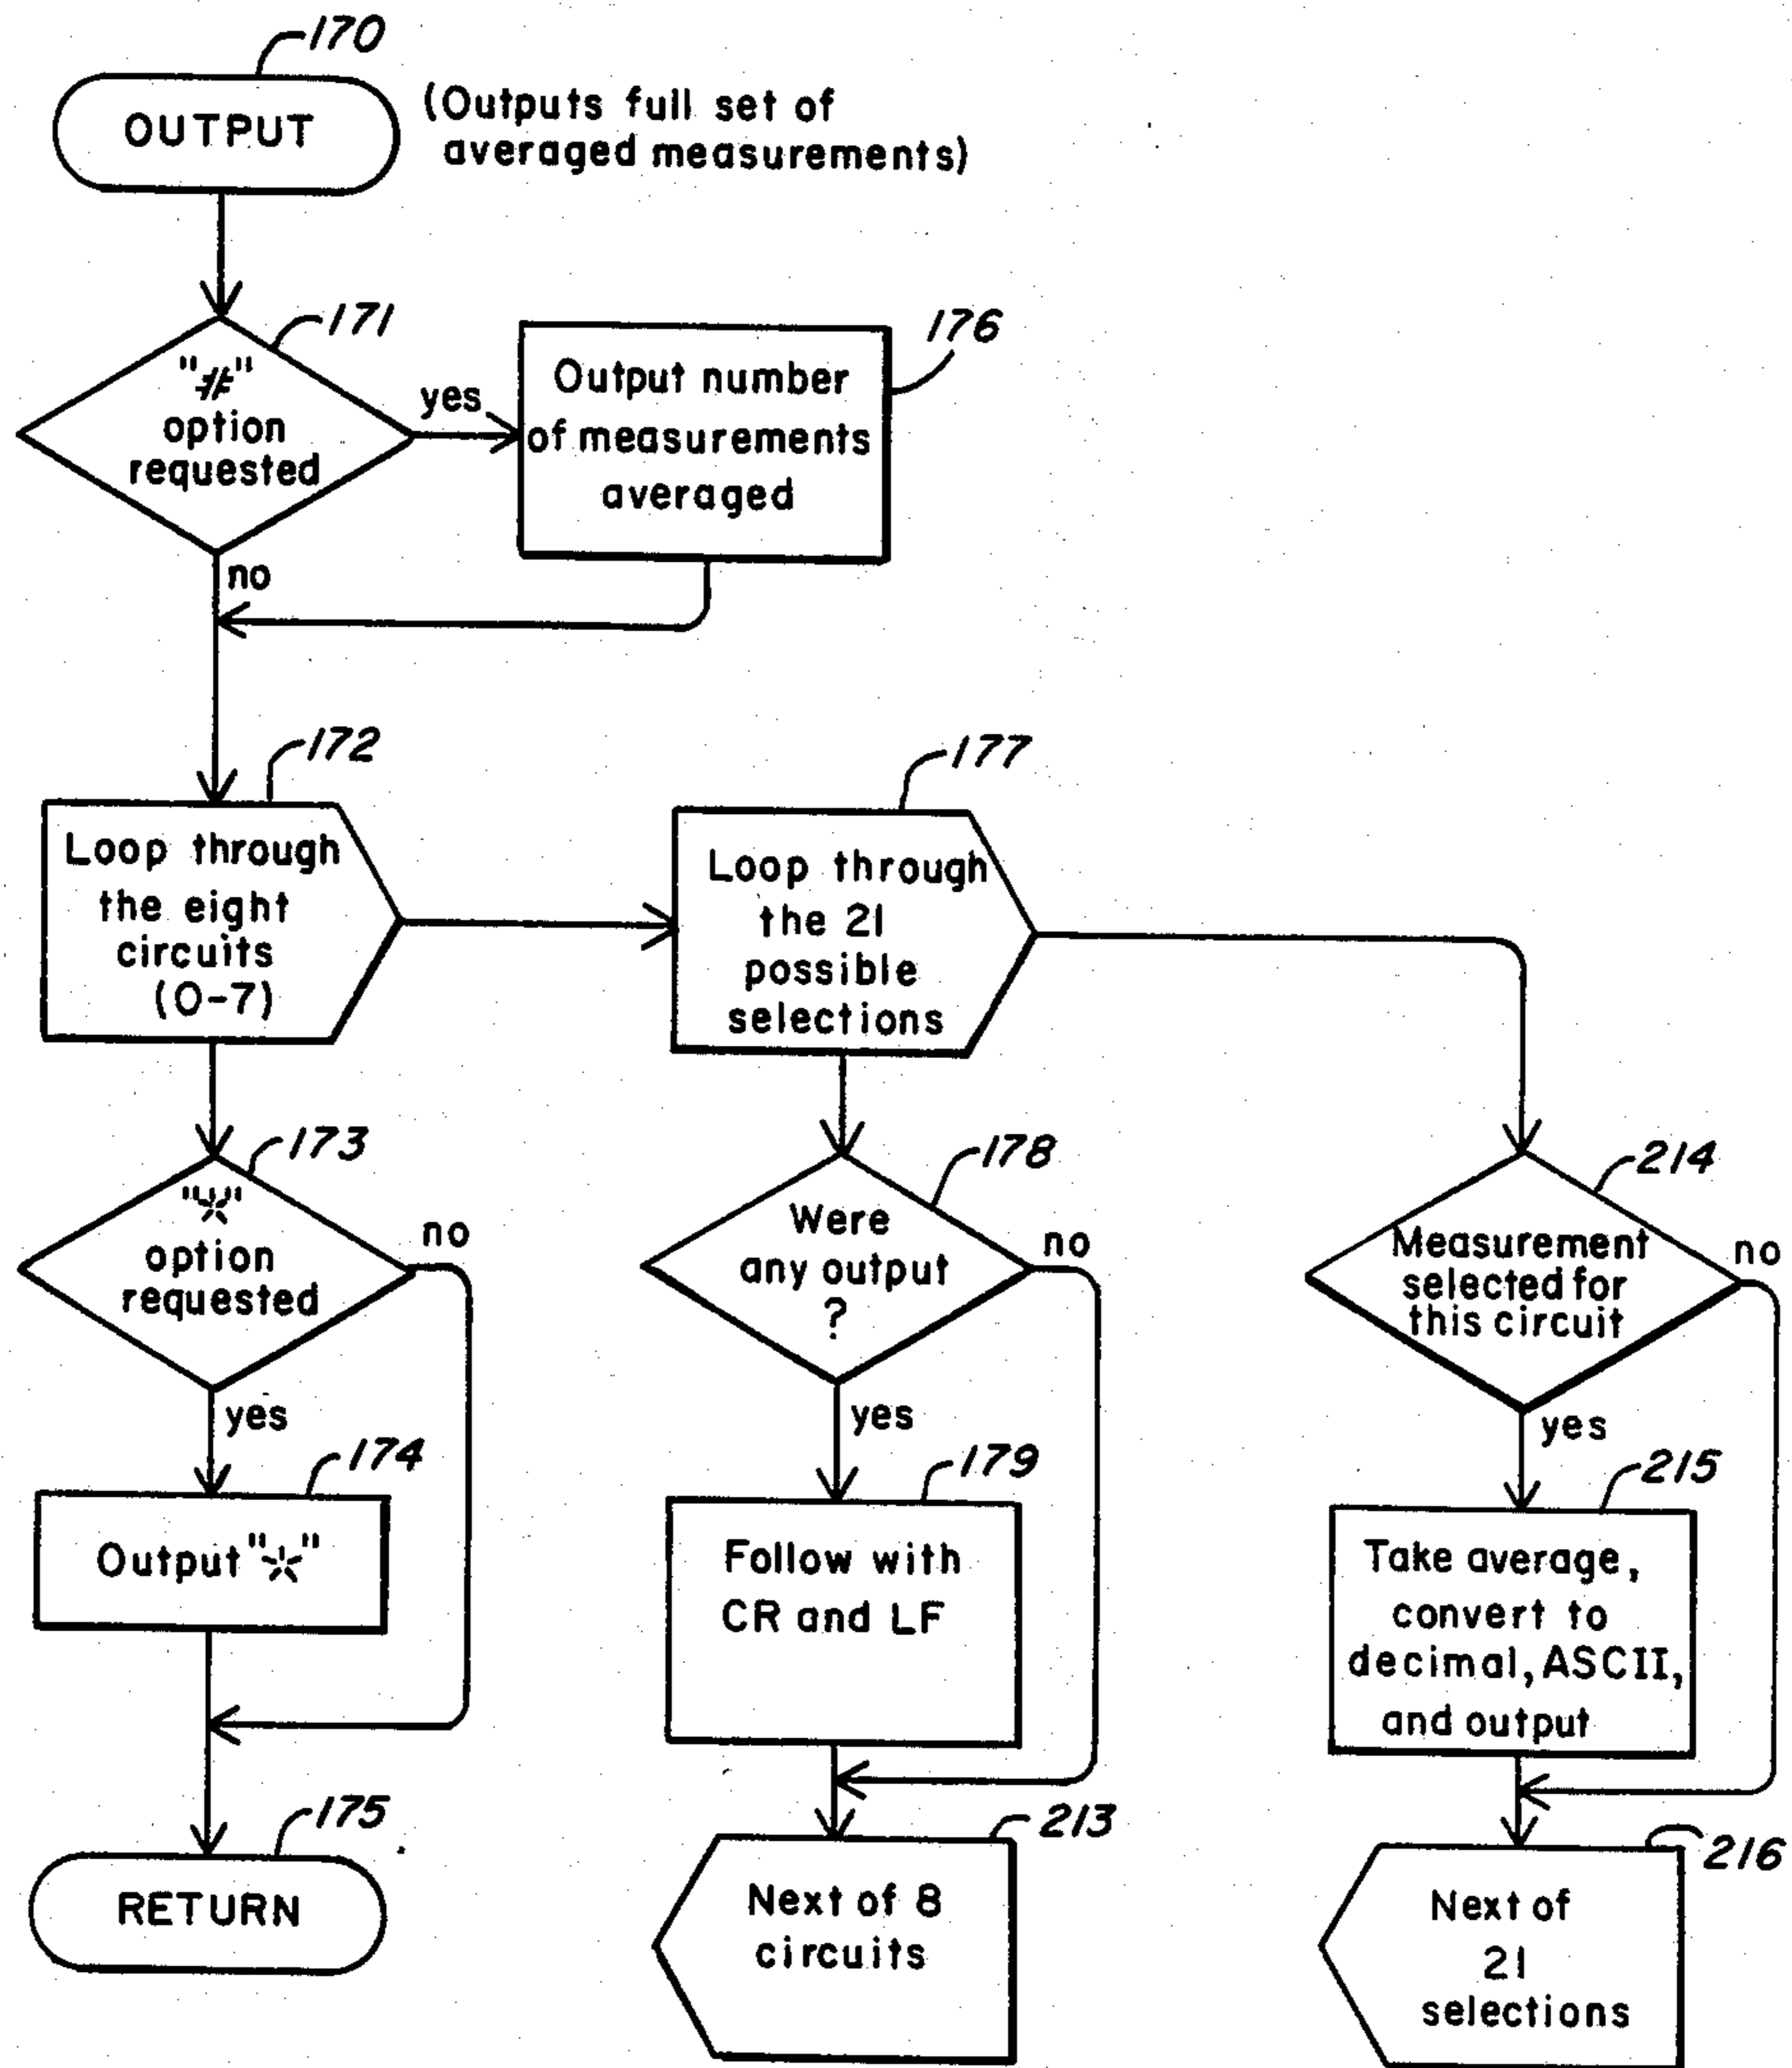 170
OUTPUT
(Outputs full set of
averaged measurements)
171
"#"
option
requested
yes
no
176
Output number
of measurements
averaged
172
Loop through
the eight
circuits
(0-7)
177
Loop through
the 21
possible
selections
173
"*"
option
requested
no
yes
174
Output "*"
175
RETURN
178
Were
any output
?
no
yes
179
Follow with
CR and LF
213
Next of 8
circuits
214
Measurement
selected for
this circuit
no
yes
215
Take average,
convert to
decimal, ASCII,
and output
216
Next of
21
selections